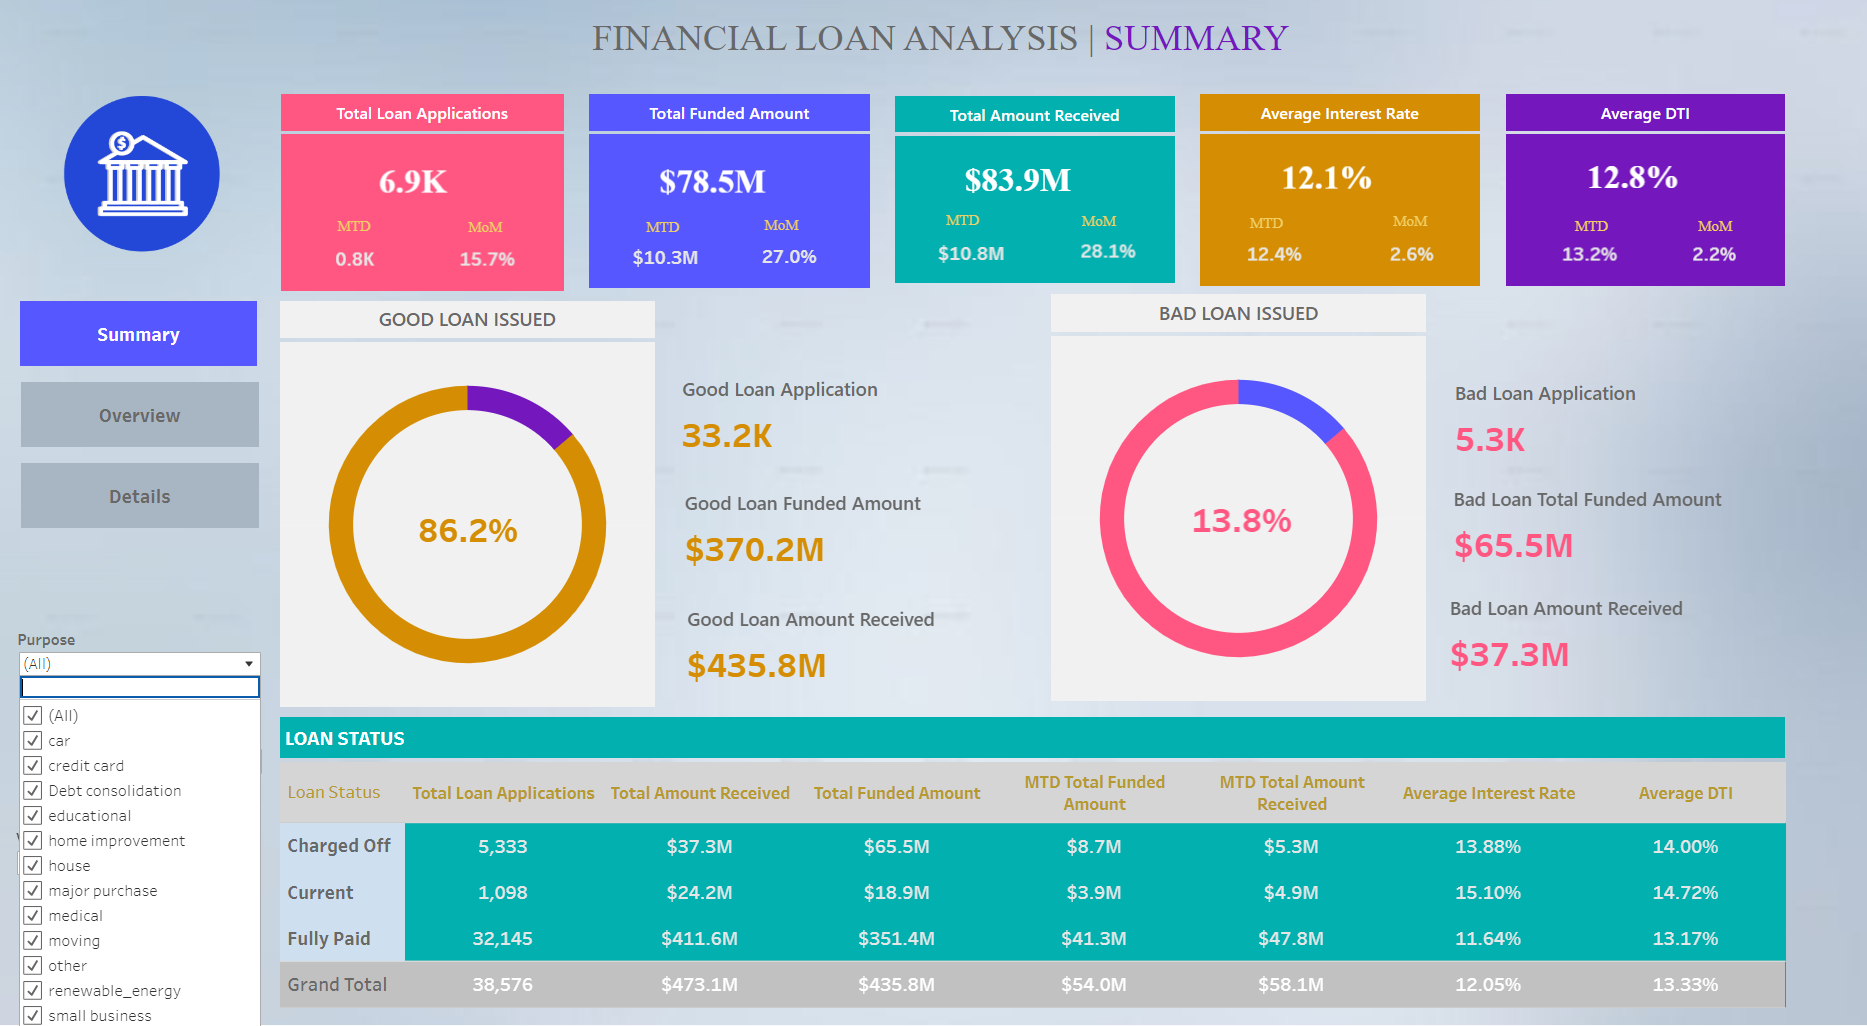 FINANCIAL LOAN ANALYSIS | SUMMARY
Total Loan Applications
6.9K
MTD MoM
0.8K 15.7%
Total Funded Amount
$78.5M
MTD MoM
$10.3M 27.0%
Total Amount Received
$83.9M
MTD MoM
$10.8M 28.1%
Average Interest Rate
12.1%
MTD MoM
12.4% 2.6%
Average DTI
12.8%
MTD MoM
13.2% 2.2%
$
Summary
Overview
Details
GOOD LOAN ISSUED
86.2%
Good Loan Application
33.2K
Good Loan Funded Amount
$370.2M
Good Loan Amount Received
$435.8M
BAD LOAN ISSUED
13.8%
Bad Loan Application
5.3K
Bad Loan Total Funded Amount
$65.5M
Bad Loan Amount Received
$37.3M
Purpose
(All)
(All)
car
credit card
Debt consolidation
educational
home improvement
house
major purchase
medical
moving
other
renewable_energy
small business
LOAN STATUS
Loan Status Total Loan Applications Total Amount Received Total Funded Amount MTD Total Funded Amount MTD Total Amount Received Average Interest Rate Average DTI
Charged Off 5,333 $37.3M $65.5M $8.7M $5.3M 13.88% 14.00%
Current 1,098 $24.2M $18.9M $3.9M $4.9M 15.10% 14.72%
Fully Paid 32,145 $411.6M $351.4M $41.3M $47.8M 11.64% 13.17%
Grand Total 38,576 $473.1M $435.8M $54.0M $58.1M 12.05% 13.33%